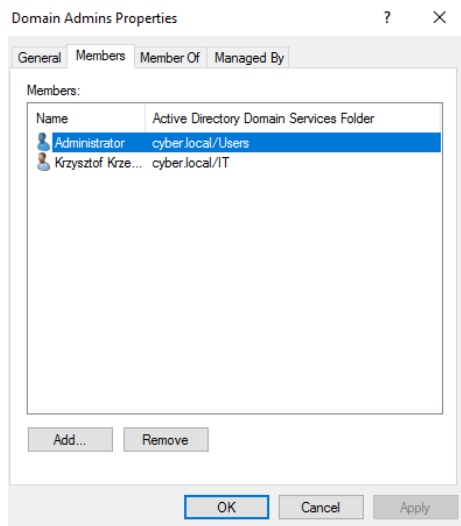 Domain Admins Properties ? ×
General Members Member Of Managed By
Members:
Name Active Directory Domain Services Folder
Administrator cyber.local/Users
Krzysztof Krze... cyber.local/IT
Add... Remove
OK Cancel Apply